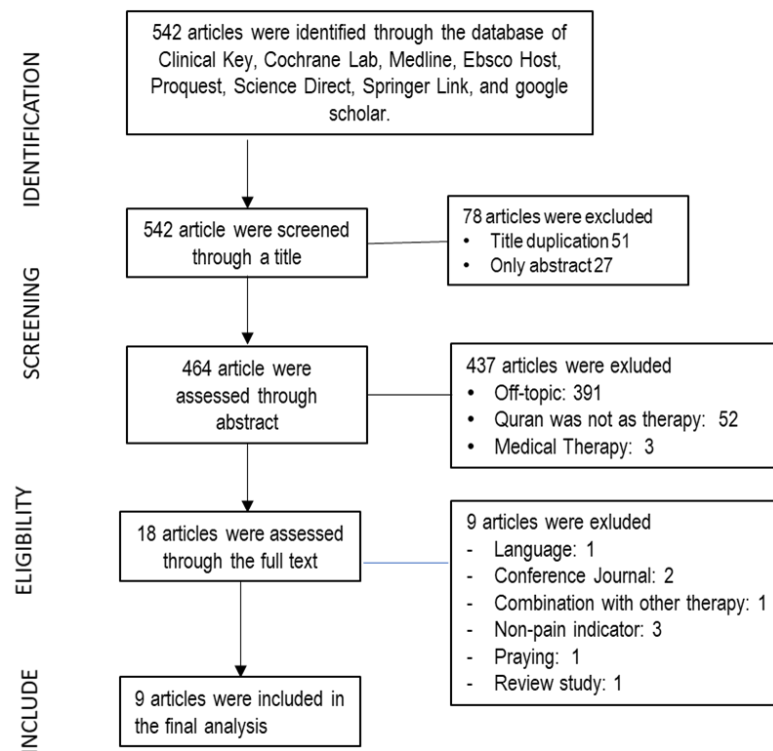 IDENTIFICATION
542 articles were identified through the database of
Clinical Key, Cochrane Lab, Medline, Ebsco Host,
Proquest, Science Direct, Springer Link, and google
scholar.
SCREENING
542 article were screened
through a title
78 articles were excluded
• Title duplication 51
• Only abstract 27
464 article were
assessed through
abstract
437 articles were exluded
• Off-topic: 391
• Quran was not as therapy: 52
• Medical Therapy: 3
ELIGIBILITY
18 articles were assessed
through the full text
9 articles were exluded
- Language: 1
- Conference Journal: 2
- Combination with other therapy: 1
- Non-pain indicator: 3
- Praying: 1
- Review study: 1
INCLUDE
9 articles were included in
the final analysis